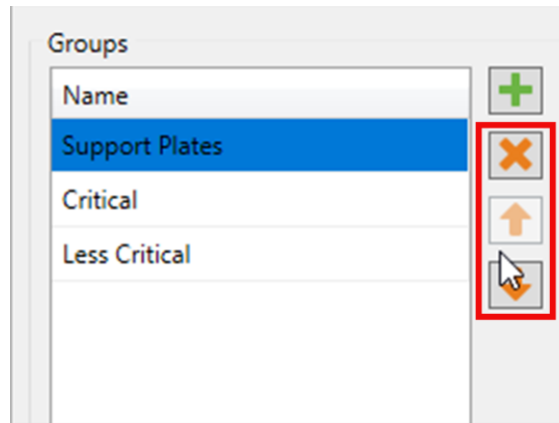 Groups
Name
Support Plates
Critical
Less Critical